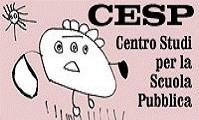 CESP
Centro Studi
per la
Scuola
Pubblica